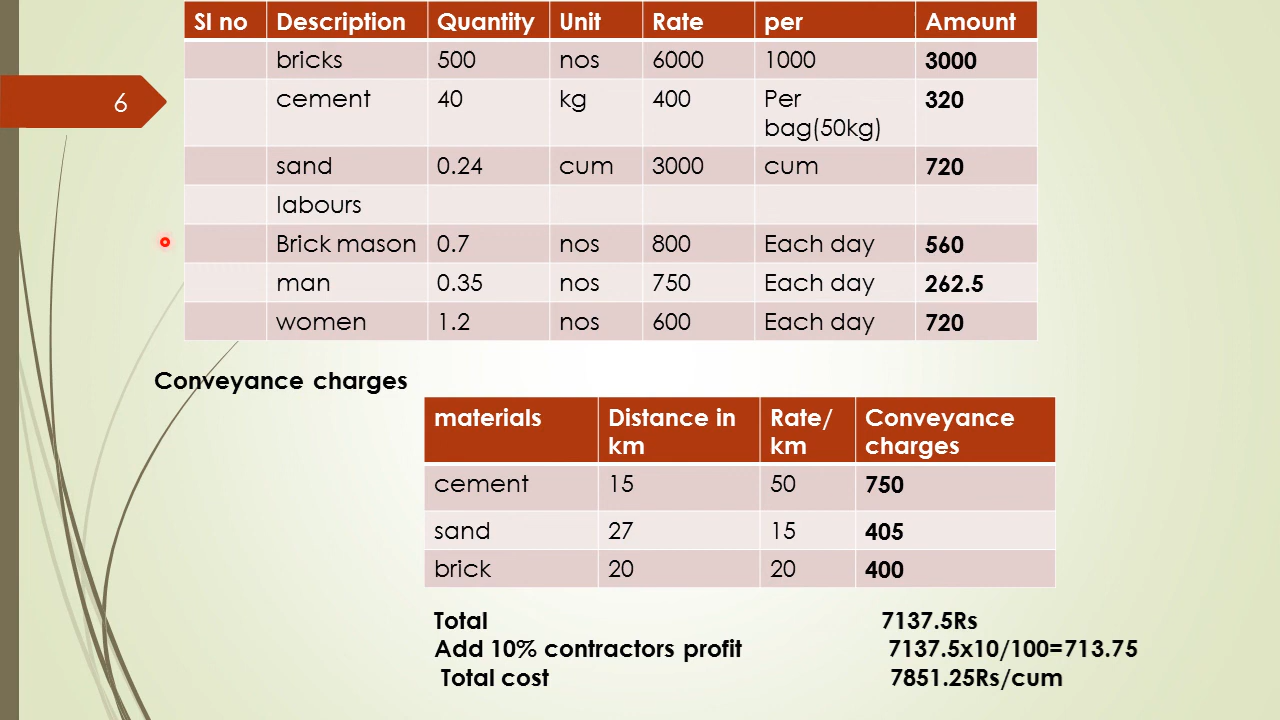 Sl no Description Quantity Unit Rate per Amount
bricks 500 nos 6000 1000 3000
6
cement 40 kg 400 Per bag(50kg) 320
sand 0.24 cum 3000 cum 720
labours
Brick mason 0.7 nos 800 Each day 560
man 0.35 nos 750 Each day 262.5
women 1.2 nos 600 Each day 720
Conveyance charges
materials Distance in km Rate/ km Conveyance charges
cement 15 50 750
sand 27 15 405
brick 20 20 400
Total 7137.5Rs
Add 10% contractors profit 7137.5x10/100=713.75
Total cost 7851.25Rs/cum